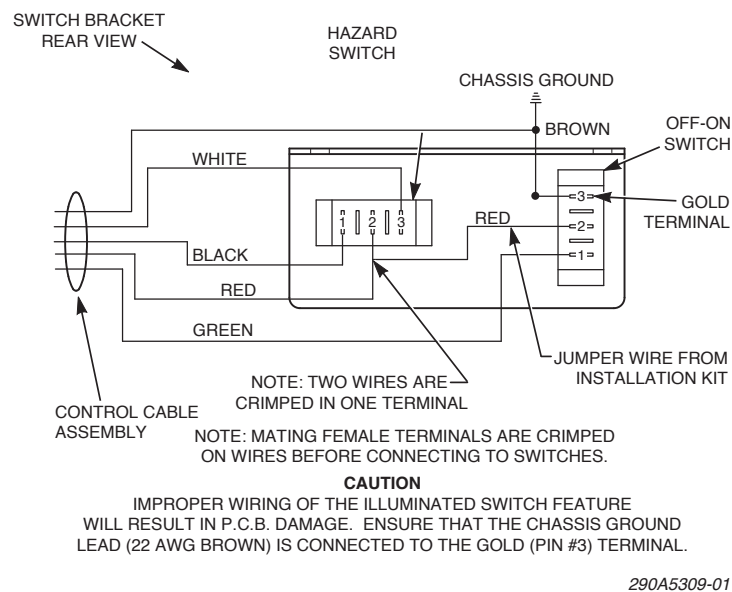 SWITCH BRACKET
REAR VIEW
HAZARD
SWITCH
CHASSIS GROUND
BROWN
OFF-ON
SWITCH
WHITE
3
GOLD
TERMINAL
1 2 3
RED
2
BLACK
1
RED
GREEN
JUMPER WIRE FROM
INSTALLATION KIT
NOTE: TWO WIRES ARE
CRIMPED IN ONE TERMINAL
CONTROL CABLE
ASSEMBLY
NOTE: MATING FEMALE TERMINALS ARE CRIMPED
ON WIRES BEFORE CONNECTING TO SWITCHES.
CAUTION
IMPROPER WIRING OF THE ILLUMINATED SWITCH FEATURE
WILL RESULT IN P.C.B. DAMAGE. ENSURE THAT THE CHASSIS GROUND
LEAD (22 AWG BROWN) IS CONNECTED TO THE GOLD (PIN #3) TERMINAL.
290A5309-01